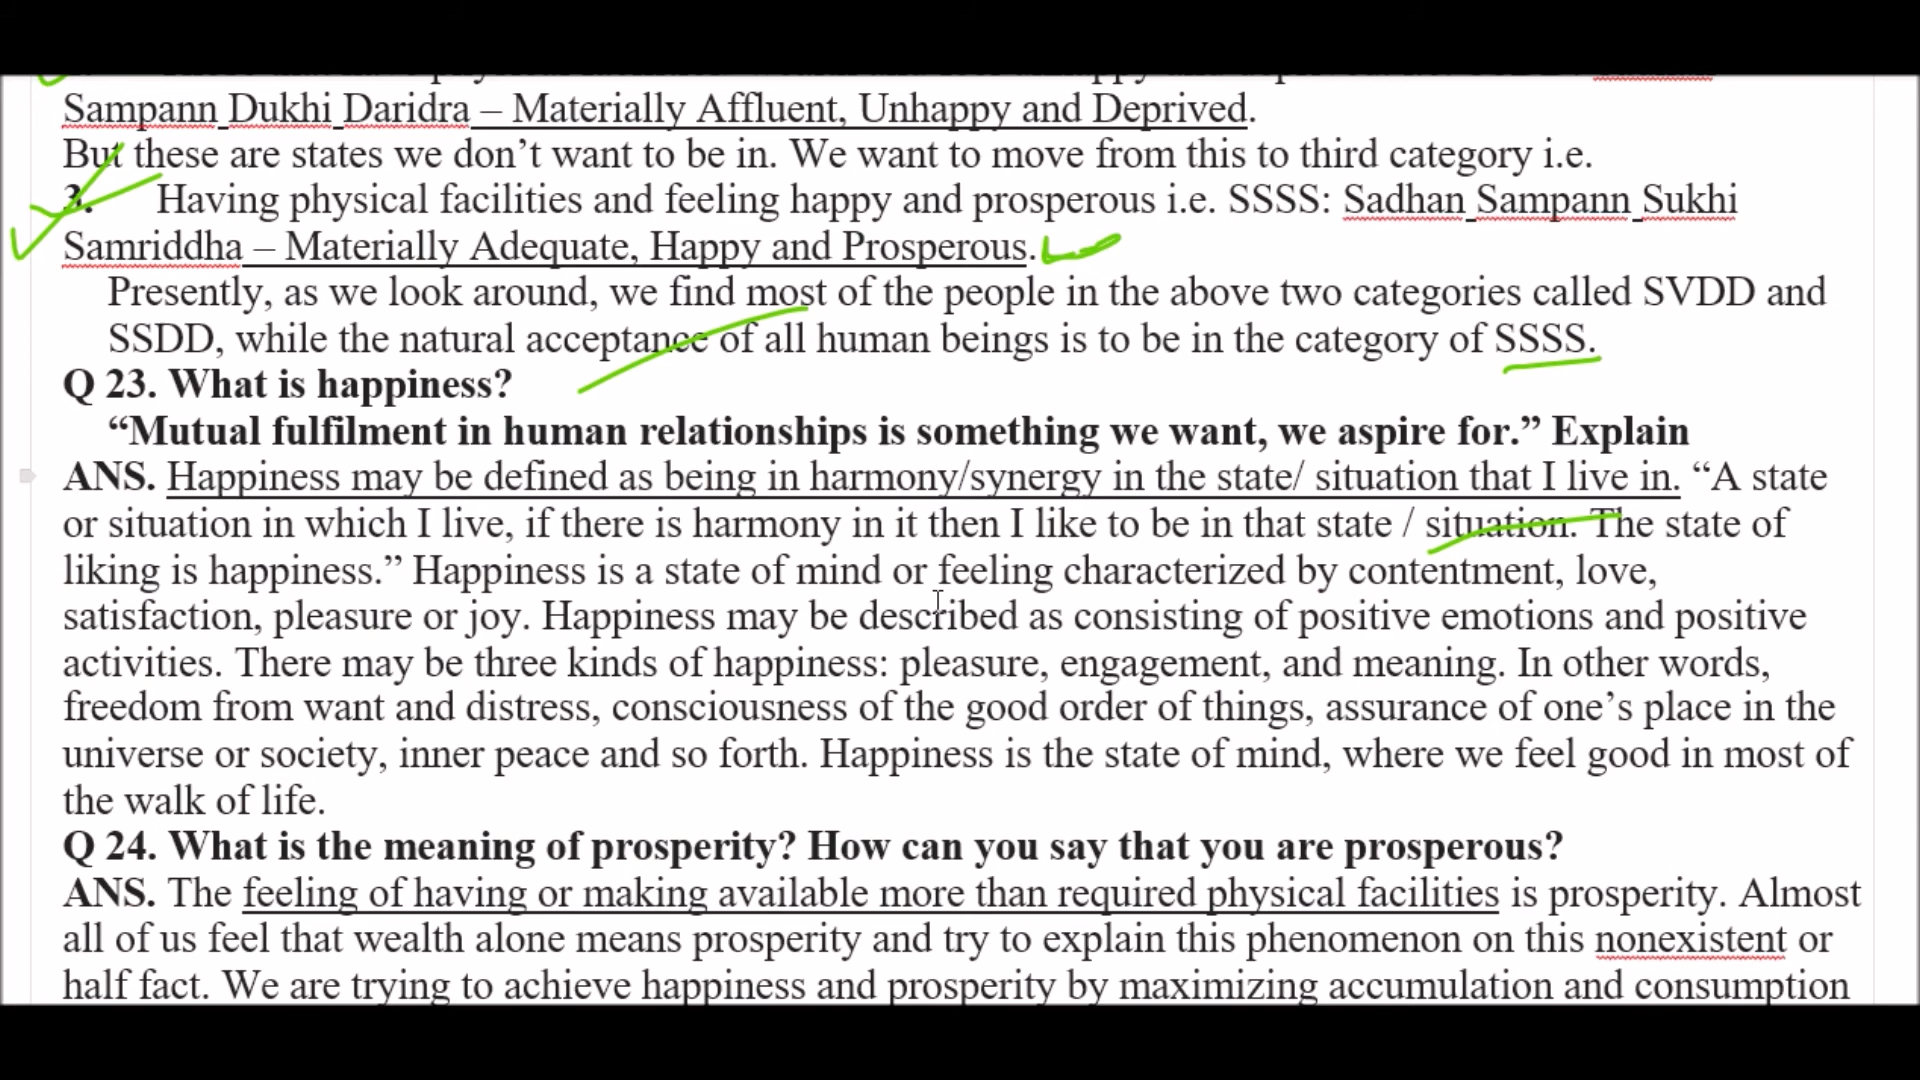 Sampann Dukhi Daridra – Materially Affluent, Unhappy and Deprived.
But these are states we don’t want to be in. We want to move from this to third category i.e.
3. Having physical facilities and feeling happy and prosperous i.e. SSSS: Sadhan Sampann Sukhi
Samriddha – Materially Adequate, Happy and Prosperous.
Presently, as we look around, we find most of the people in the above two categories called SVDD and
SSDD, while the natural acceptance of all human beings is to be in the category of SSSS.
Q 23. What is happiness?
“Mutual fulfilment in human relationships is something we want, we aspire for.” Explain
ANS. Happiness may be defined as being in harmony/synergy in the state/ situation that I live in. “A state
or situation in which I live, if there is harmony in it then I like to be in that state / situation. The state of
liking is happiness.” Happiness is a state of mind or feeling characterized by contentment, love,
satisfaction, pleasure or joy. Happiness may be described as consisting of positive emotions and positive
activities. There may be three kinds of happiness: pleasure, engagement, and meaning. In other words,
freedom from want and distress, consciousness of the good order of things, assurance of one’s place in the
universe or society, inner peace and so forth. Happiness is the state of mind, where we feel good in most of
the walk of life.
Q 24. What is the meaning of prosperity? How can you say that you are prosperous?
ANS. The feeling of having or making available more than required physical facilities is prosperity. Almost
all of us feel that wealth alone means prosperity and try to explain this phenomenon on this nonexistent or
half fact. We are trying to achieve happiness and prosperity by maximizing accumulation and consumption